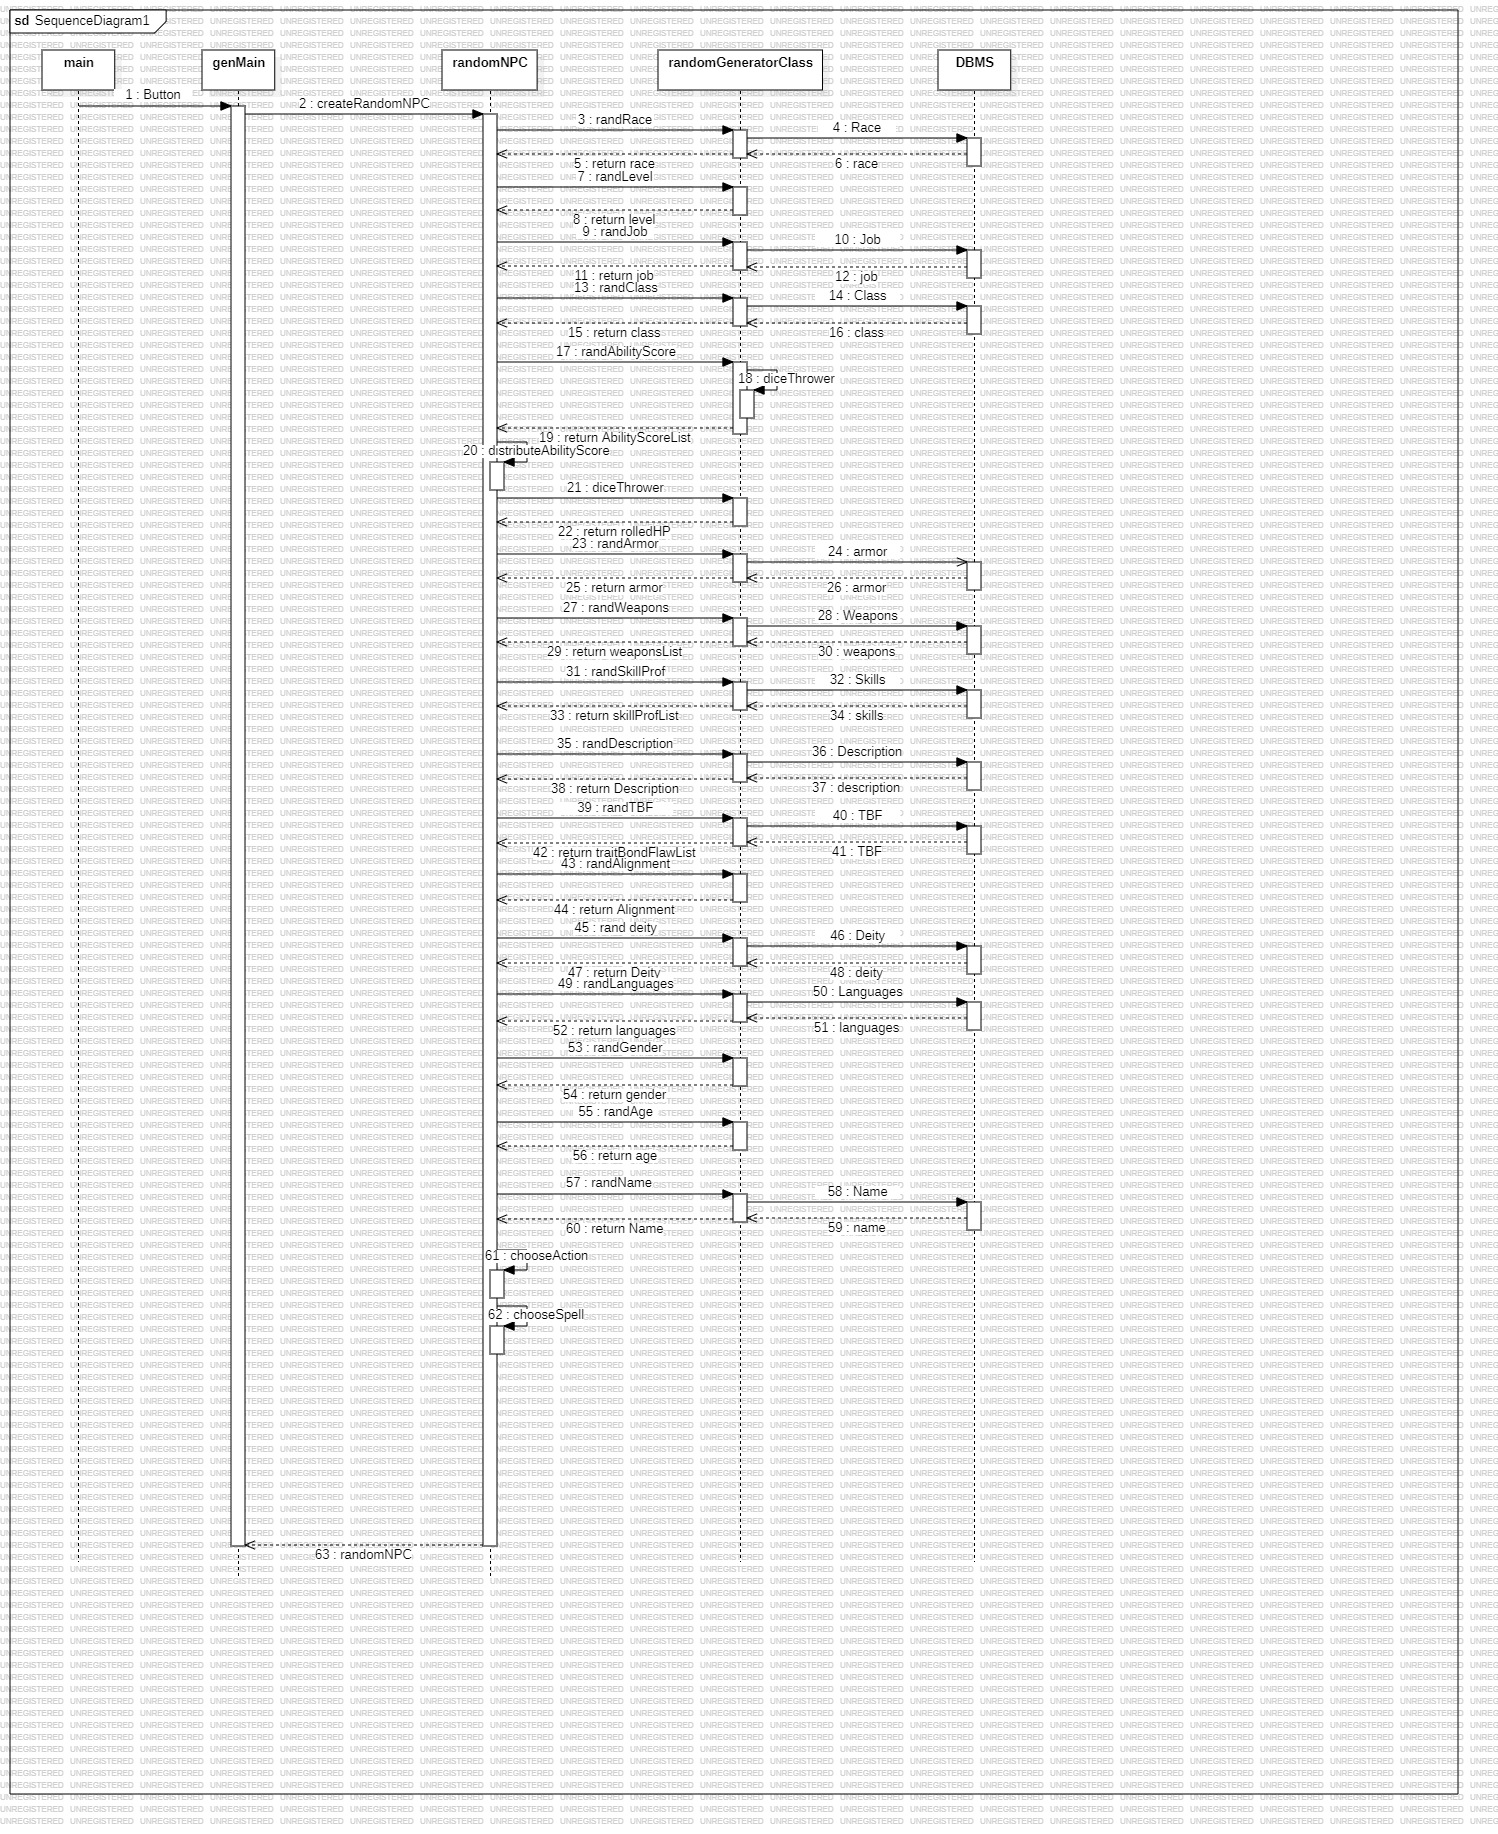 sd SequenceDiagram1
main
genMain
randomNPC
randomGeneratorClass
DBMS
1 : Button
2 : createRandomNPC
3 : randRace
4 : Race
5 : return race
6 : race
7 : randLevel
8 : return level
9 : randJob
10 : Job
11 : return job
12 : job
13 : randClass
14 : Class
15 : return class
16 : class
17 : randAbilityScore
18 : diceThrower
19 : return AbilityScoreList
20 : distributeAbilityScore
21 : diceThrower
22 : return rolledHP
23 : randArmor
24 : armor
25 : return armor
26 : armor
27 : randWeapons
28 : Weapons
29 : return weaponsList
30 : weapons
31 : randSkillProf
32 : Skills
33 : return skillProfList
34 : skills
35 : randDescription
36 : Description
38 : return Description
37 : description
39 : randTBF
40 : TBF
42 : return traitBondFlawList
41 : TBF
43 : randAlignment
44 : return Alignment
45 : rand deity
46 : Deity
47 : return Deity
48 : deity
49 : randLanguages
50 : Languages
52 : return languages
51 : languages
53 : randGender
54 : return gender
55 : randAge
56 : return age
57 : randName
58 : Name
60 : return Name
59 : name
61 : chooseAction
62 : chooseSpell
63 : randomNPC
UNREGISTERED